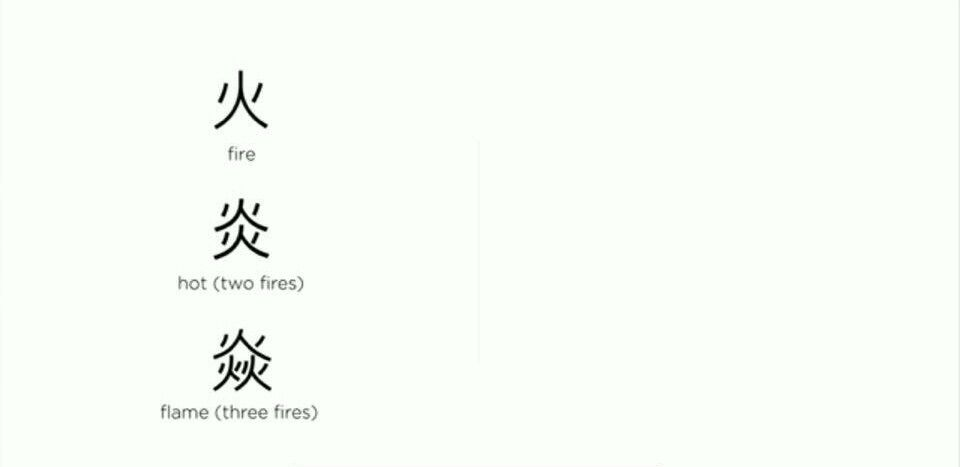 火
fire
炎
hot (two fires)
焱
flame (three fires)